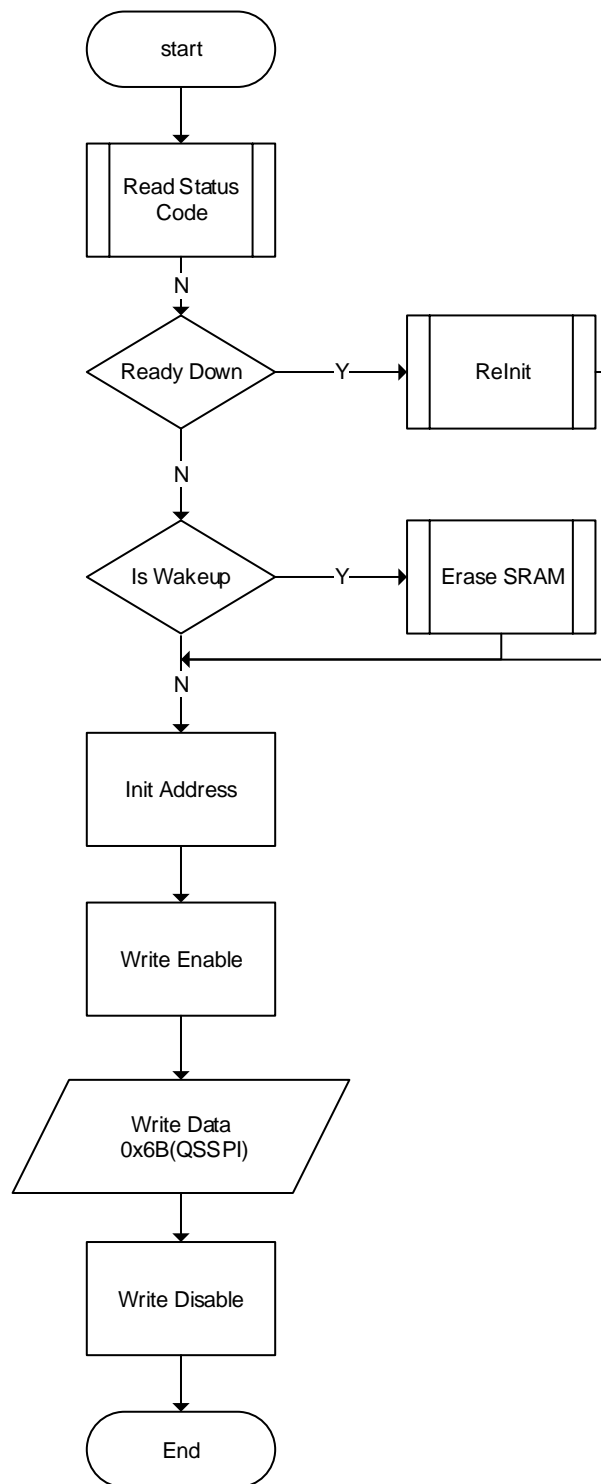 start
Read Status
Code
N
Ready Down
Y
ReInit
N
Is Wakeup
Y
Erase SRAM
N
Init Address
Write Enable
Write Data
0x6B(QSSPI)
Write Disable
End